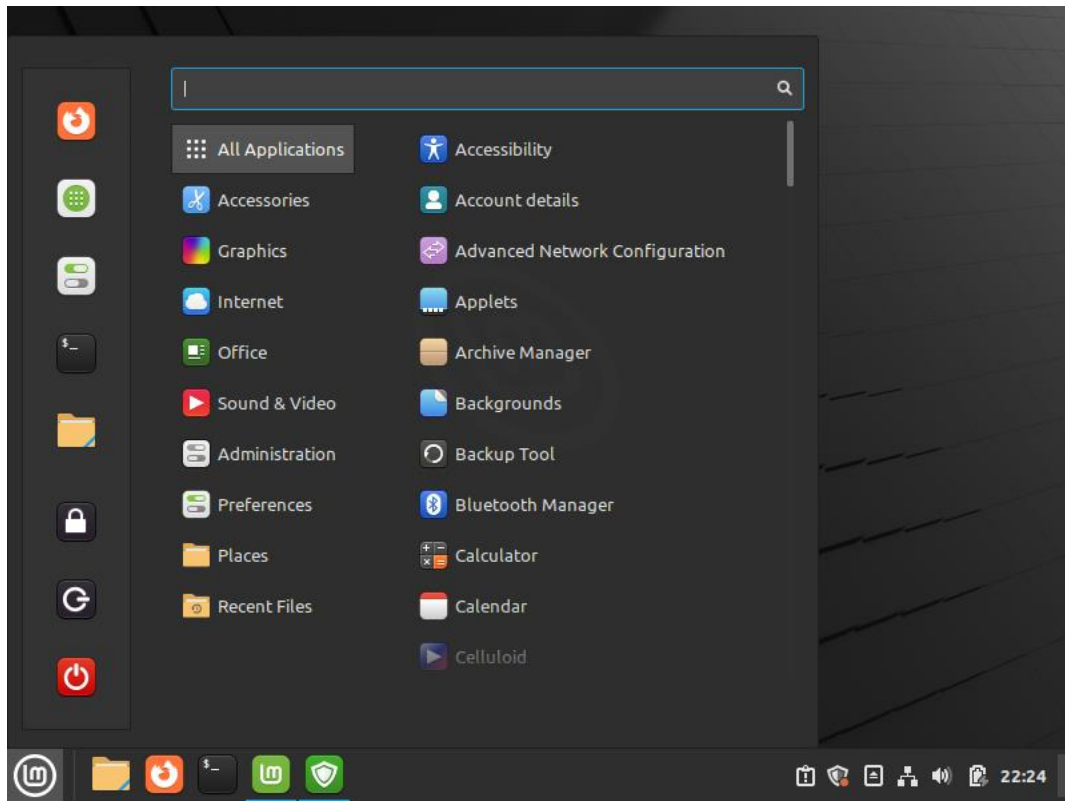 All Applications
Accessories
Graphics
Internet
Office
Sound & Video
Administration
Preferences
Places
Recent Files
Accessibility
Account details
Advanced Network Configuration
Applets
Archive Manager
Backgrounds
Backup Tool
Bluetooth Manager
Calculator
Calendar
Celluloid
$_
$_
22:24